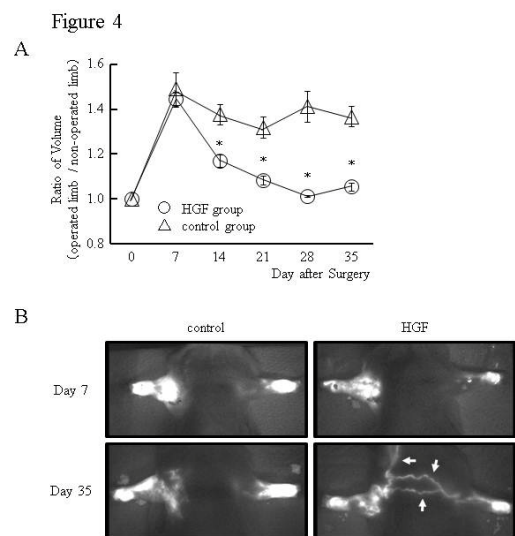 Figure 4
A
Ratio of Volume
(operated limb / non-operated limb)
1.6
1.4
1.2
1.0
0.8
*
*
*
*
HGF group
control group
0 7 14 21 28 35
Day after Surgery
B
control HGF
Day 7
Day 35